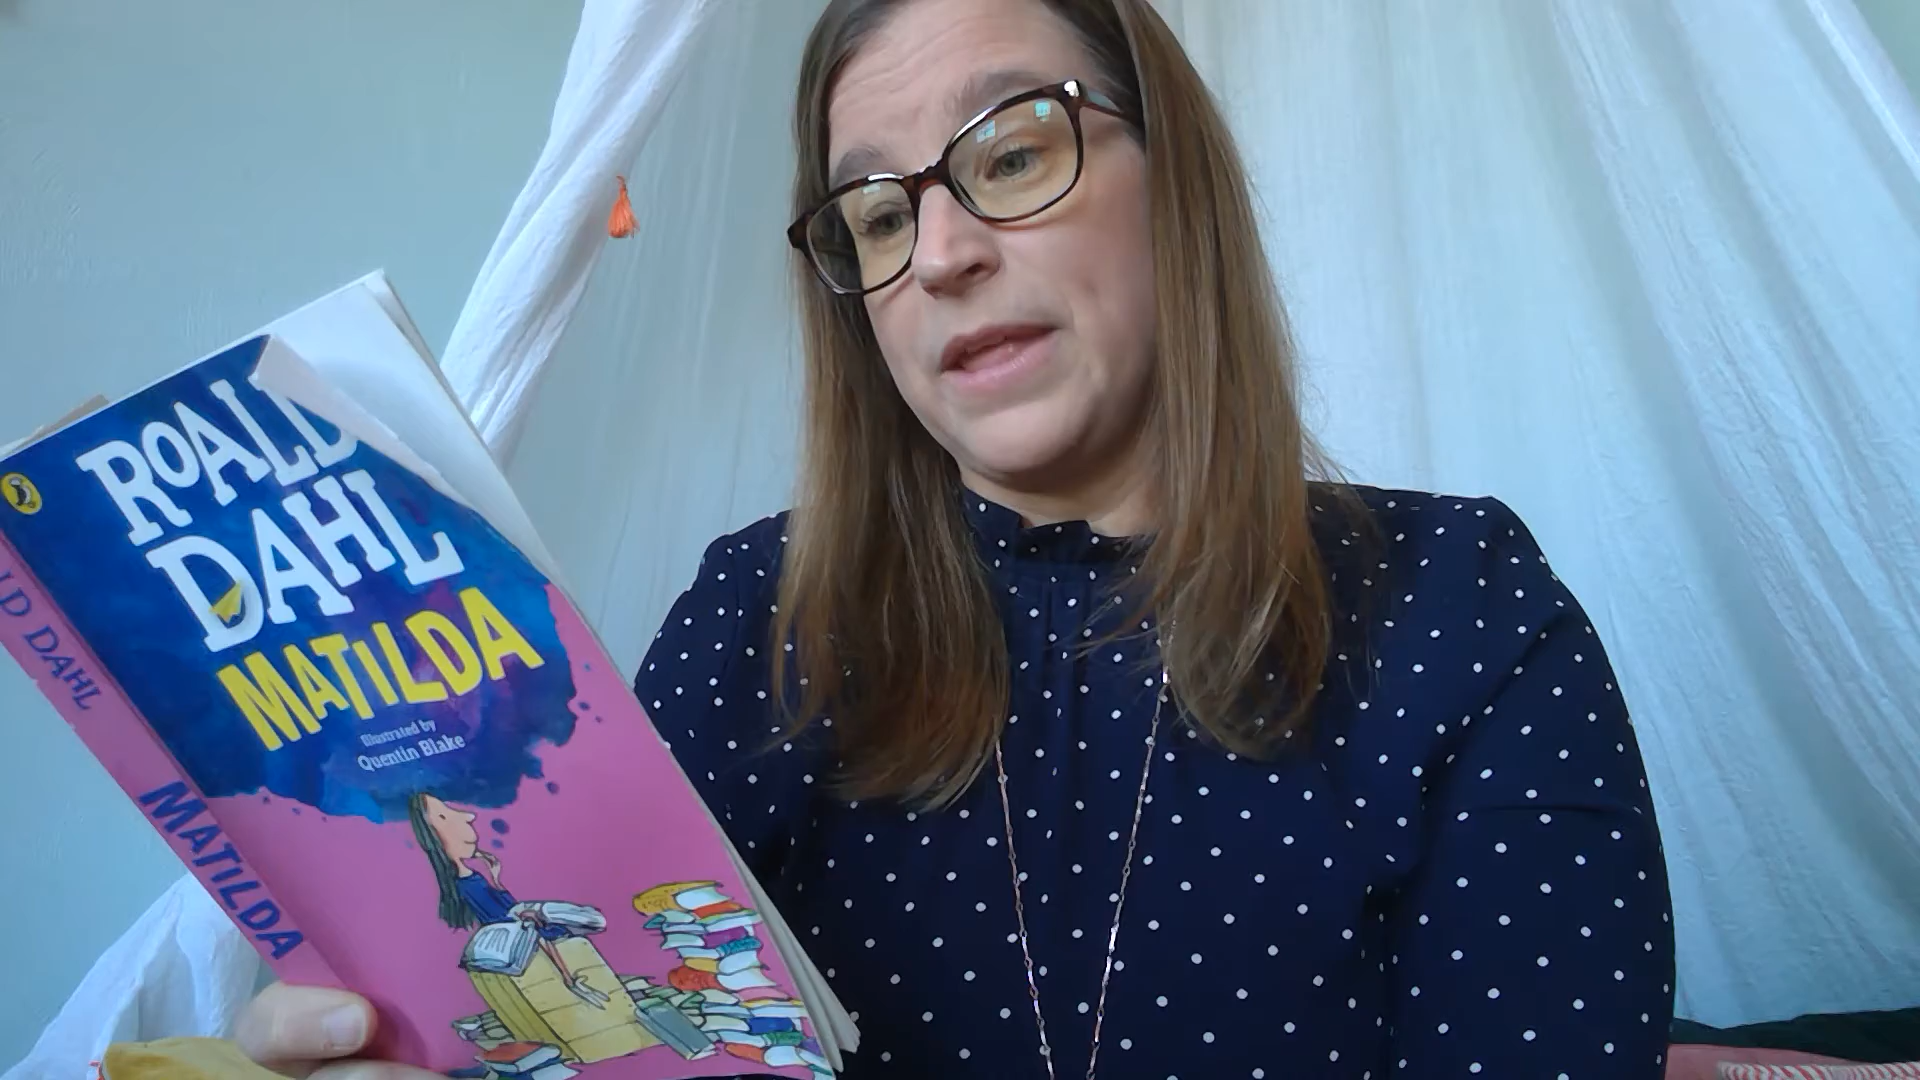 ROALD
DAHL
MATILDA
Illustrated by
Quentin Blake
LD DAHL
MATILDA